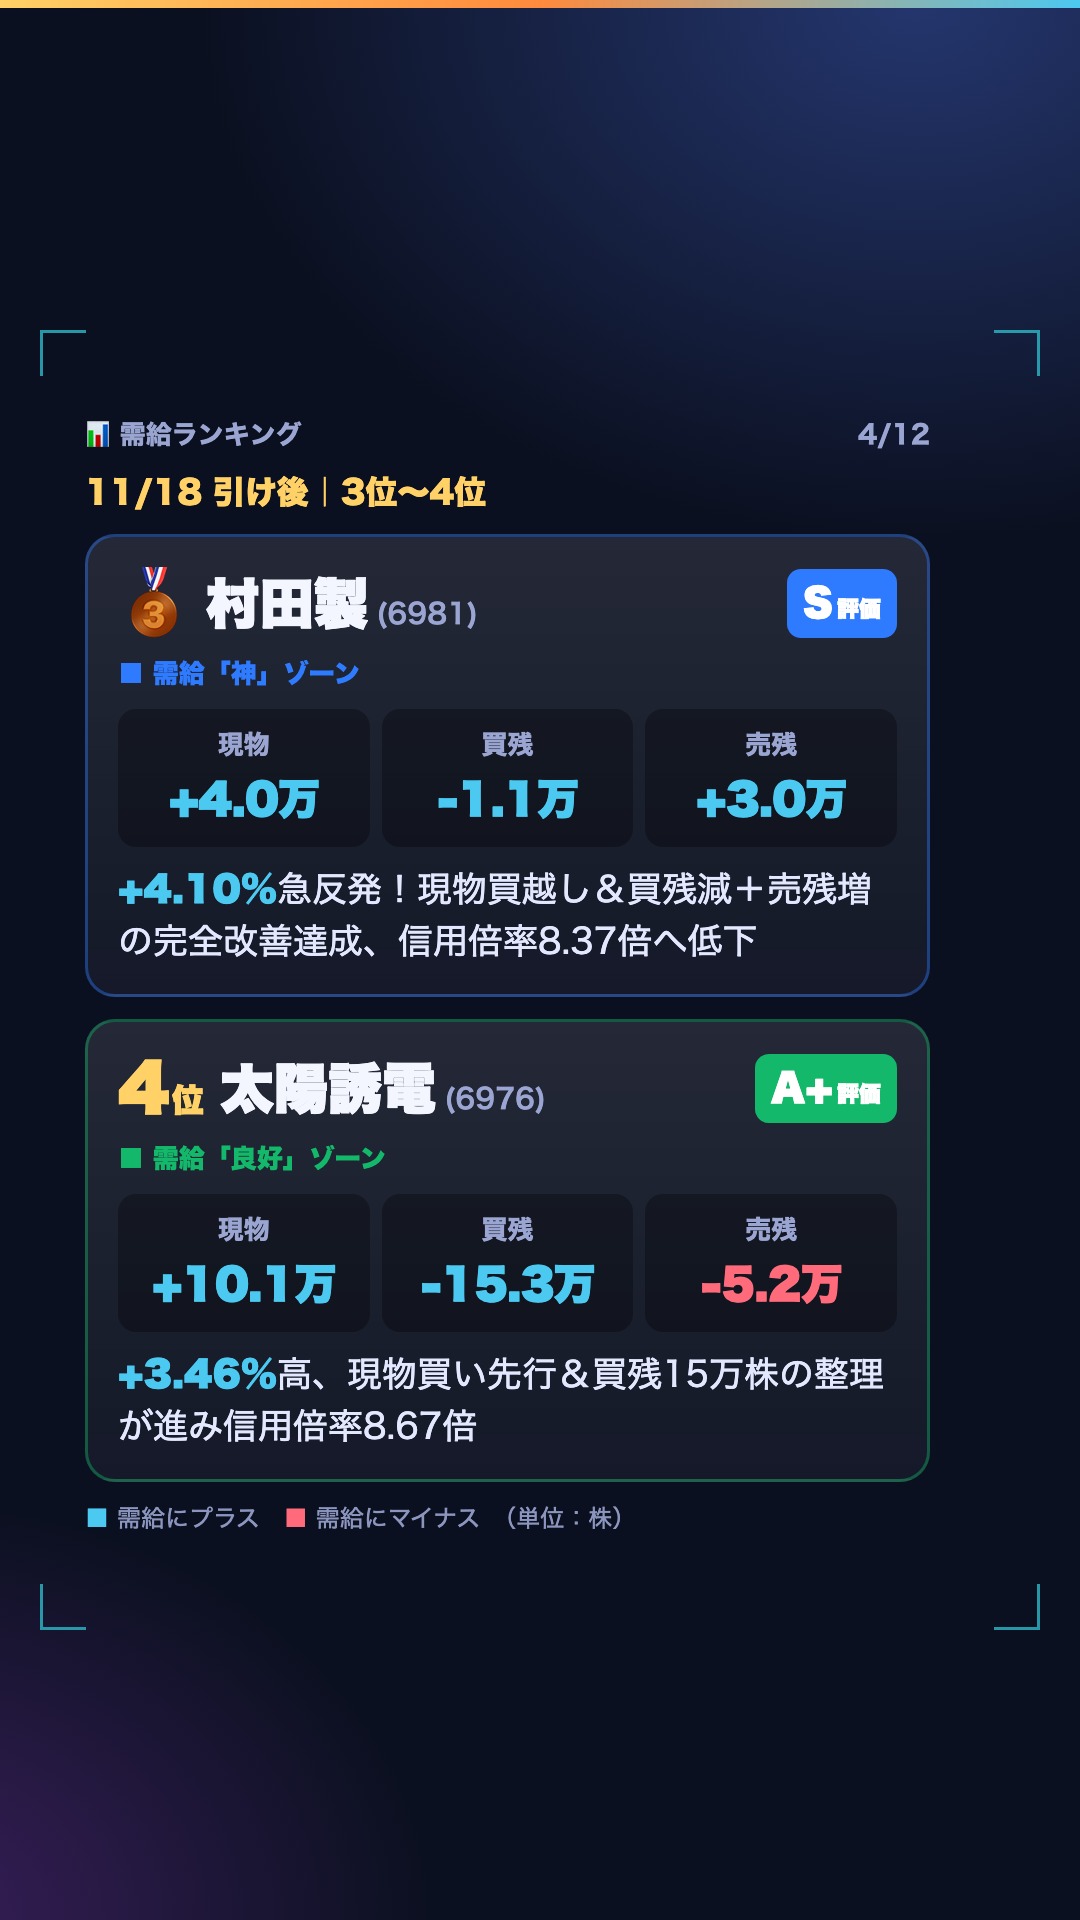 📊 需給ランキング 4/12
11/18 引け後｜3位〜4位
3 村田製 (6981) S 評価
■ 需給「神」ゾーン
現物 買残 売残
+4.0万 -1.1万 +3.0万
+4.10%急反発！現物買越し＆買残減＋売残増
の完全改善達成、信用倍率8.37倍へ低下
4位 太陽誘電 (6976) A+ 評価
■ 需給「良好」ゾーン
現物 買残 売残
+10.1万 -15.3万 -5.2万
+3.46%高、現物買い先行＆買残15万株の整理
が進み信用倍率8.67倍
■ 需給にプラス ■ 需給にマイナス （単位：株）